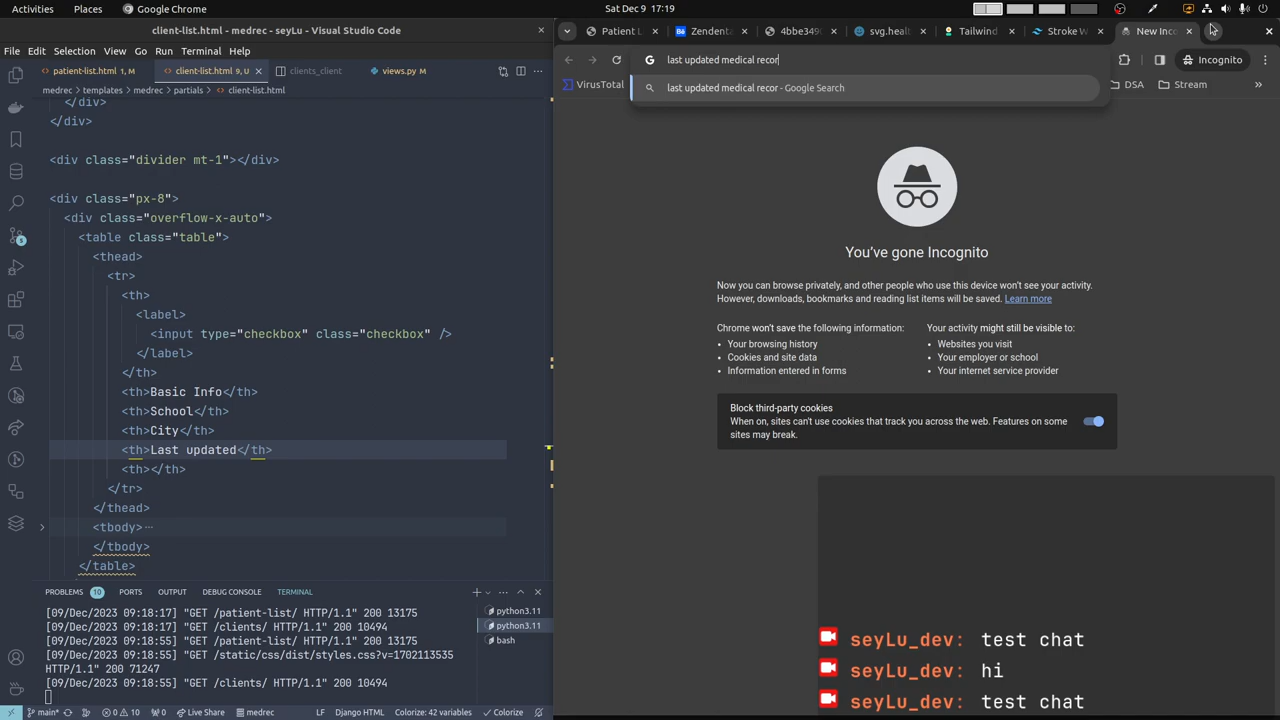 Activities Places Google Chrome Sat Dec 9 17:19
client-list.html - medrec - seyLu - Visual Studio Code
File Edit Selection View Go Run Terminal Help
patient-list.html 1, M client-list.html 9, U clients_client views.py M
medrec > templates > medrec > partials > client-list.html
</div>
</div>
<div class="divider mt-1"></div>
<div class="px-8">
<div class="overflow-x-auto">
<table class="table">
<thead>
<tr>
<th>
<label>
<input type="checkbox" class="checkbox" />
</label>
</th>
<th>Basic Info</th>
<th>School</th>
<th>City</th>
<th>Last updated</th>
<th></th>
</tr>
</thead>
<tbody>…
</tbody>
</table>
PROBLEMS 10 PORTS OUTPUT DEBUG CONSOLE TERMINAL
[09/Dec/2023 09:18:17] "GET /patient-list/ HTTP/1.1" 200 13175
[09/Dec/2023 09:18:17] "GET /clients/ HTTP/1.1" 200 10494
[09/Dec/2023 09:18:55] "GET /patient-list/ HTTP/1.1" 200 13175
[09/Dec/2023 09:18:55] "GET /static/css/dist/styles.css?v=1702113535
HTTP/1.1" 200 71247
[09/Dec/2023 09:18:55] "GET /clients/ HTTP/1.1" 200 10494
python3.11
python3.11
bash
5
main* 0 10 0 Live Share medrec LF Django HTML Colorize: 42 variables Colorize
Patient L Zendenta 4bbe349 svg.healt Tailwind Stroke W New Inco
last updated medical recor Incognito
VirusTotal last updated medical recor - Google Search DSA Stream »
You've gone Incognito
Now you can browse privately, and other people who use this device won't see your activity.
However, downloads, bookmarks and reading list items will be saved. Learn more
Chrome won't save the following information:
• Your browsing history
• Cookies and site data
• Information entered in forms
Your activity might still be visible to:
• Websites you visit
• Your employer or school
• Your internet service provider
Block third-party cookies
When on, sites can't use cookies that track you across the web. Features on some
sites may break.
seyLu_dev: test chat
seyLu_dev: hi
seyLu_dev: test chat